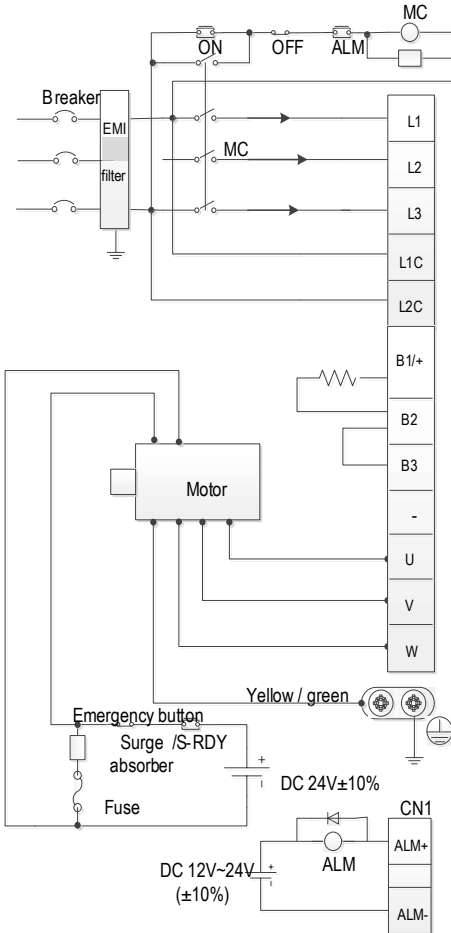 MC
ON
OFF
ALM
Breaker
EMI
filter
MC
L1
L2
L3
L1C
L2C
B1/+
B2
B3
-
U
V
W
Motor
Yellow / green
Emergency button
Surge /S-RDY
absorber
Fuse
+
-
DC 24V±10%
CN1
ALM+
ALM-
ALM
+
-
DC 12V~24V
(±10%)